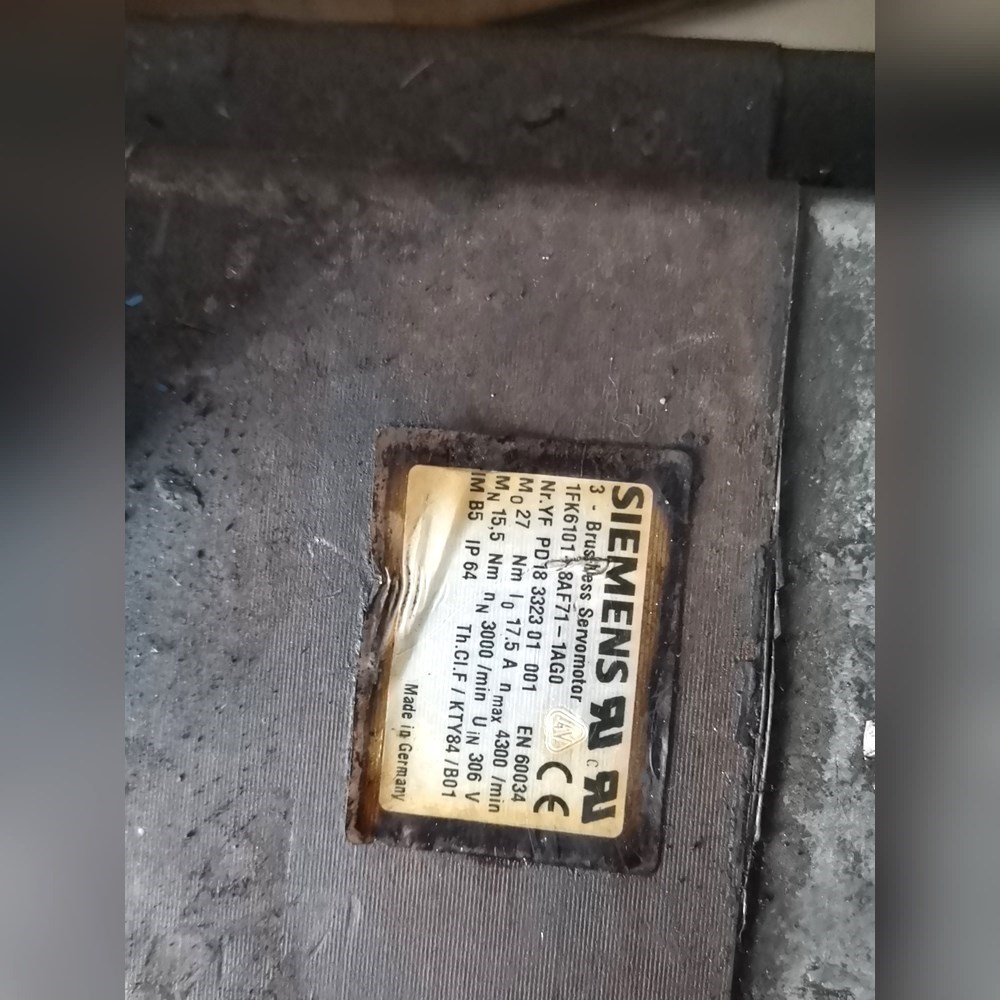 SIEMENS
3 - Brushless Servomotor
1FK6101-8AF71-1AG0
Nr.YF PD18 3323 01 001 EN 60034
M0 27 Nm I0 17.5 A nmax 4300 /min
MN 15,5 Nm nN 3000 /min UIN 306 V
IM B5 IP 64 Th.Cl.F / KTY84 /B01
Made in Germany